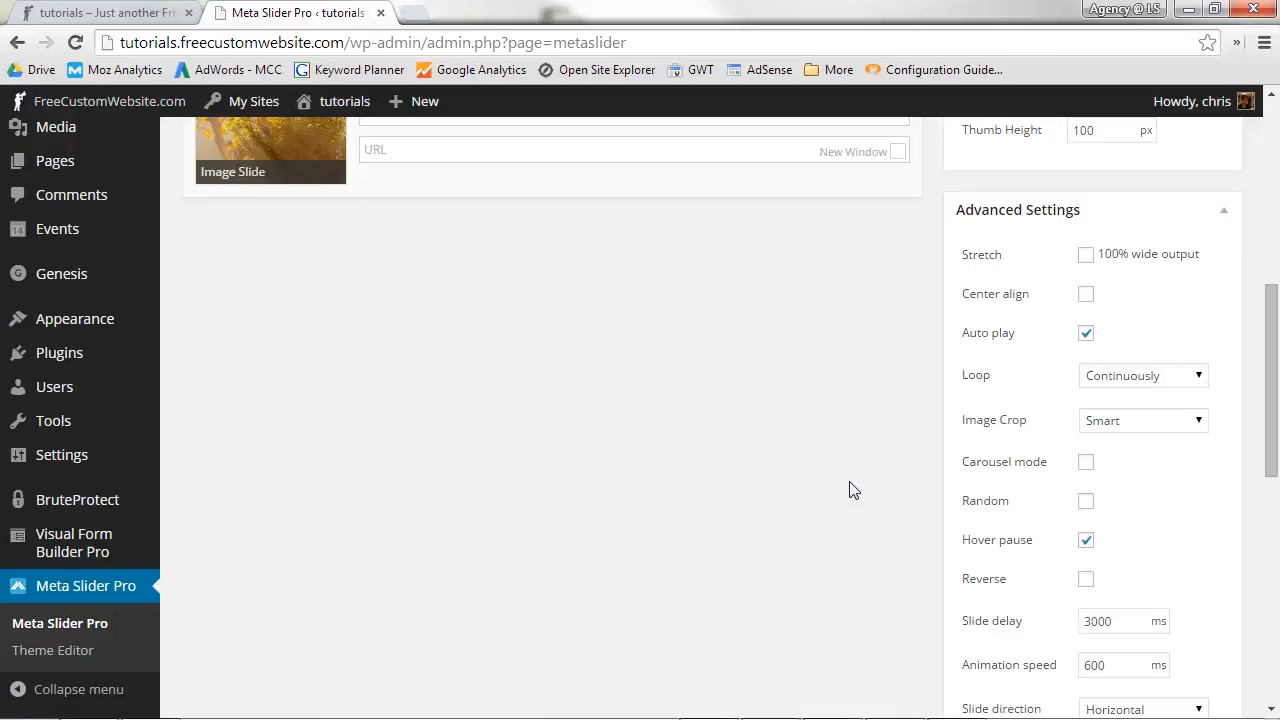 tutorials – Just another Fre
Meta Slider Pro ‹ tutorials
Agency @ LS
tutorials.freecustomwebsite.com/wp-admin/admin.php?page=metaslider
Drive
Moz Analytics
AdWords - MCC
Keyword Planner
Google Analytics
Open Site Explorer
GWT
AdSense
More
Configuration Guide...
FreeCustomWebsite.com
My Sites
tutorials
New
Howdy, chris
Media
Pages
Comments
Events
Genesis
Appearance
Plugins
Users
Tools
Settings
BruteProtect
Visual Form
Builder Pro
Meta Slider Pro
Meta Slider Pro
Theme Editor
Collapse menu
Image Slide
URL
New Window
Thumb Height
100 px
Advanced Settings
Stretch
100% wide output
Center align
Auto play
Loop
Continuously
Image Crop
Smart
Carousel mode
Random
Hover pause
Reverse
Slide delay
3000 ms
Animation speed
600 ms
Slide direction
Horizontal